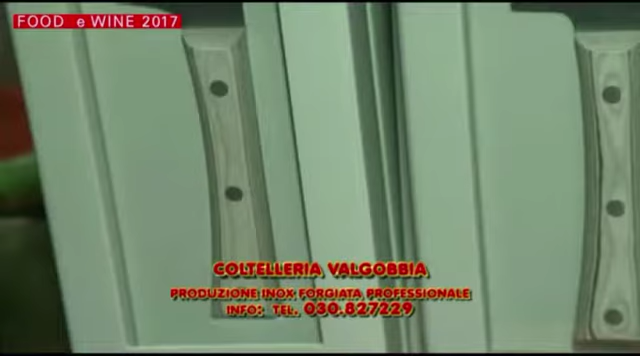 FOOD e WINE 2017
COLTELLERIA VALGOBBIA
PRODUZIONE INOX FORGIATA PROFESSIONALE
INFO: TEL. 030.827229